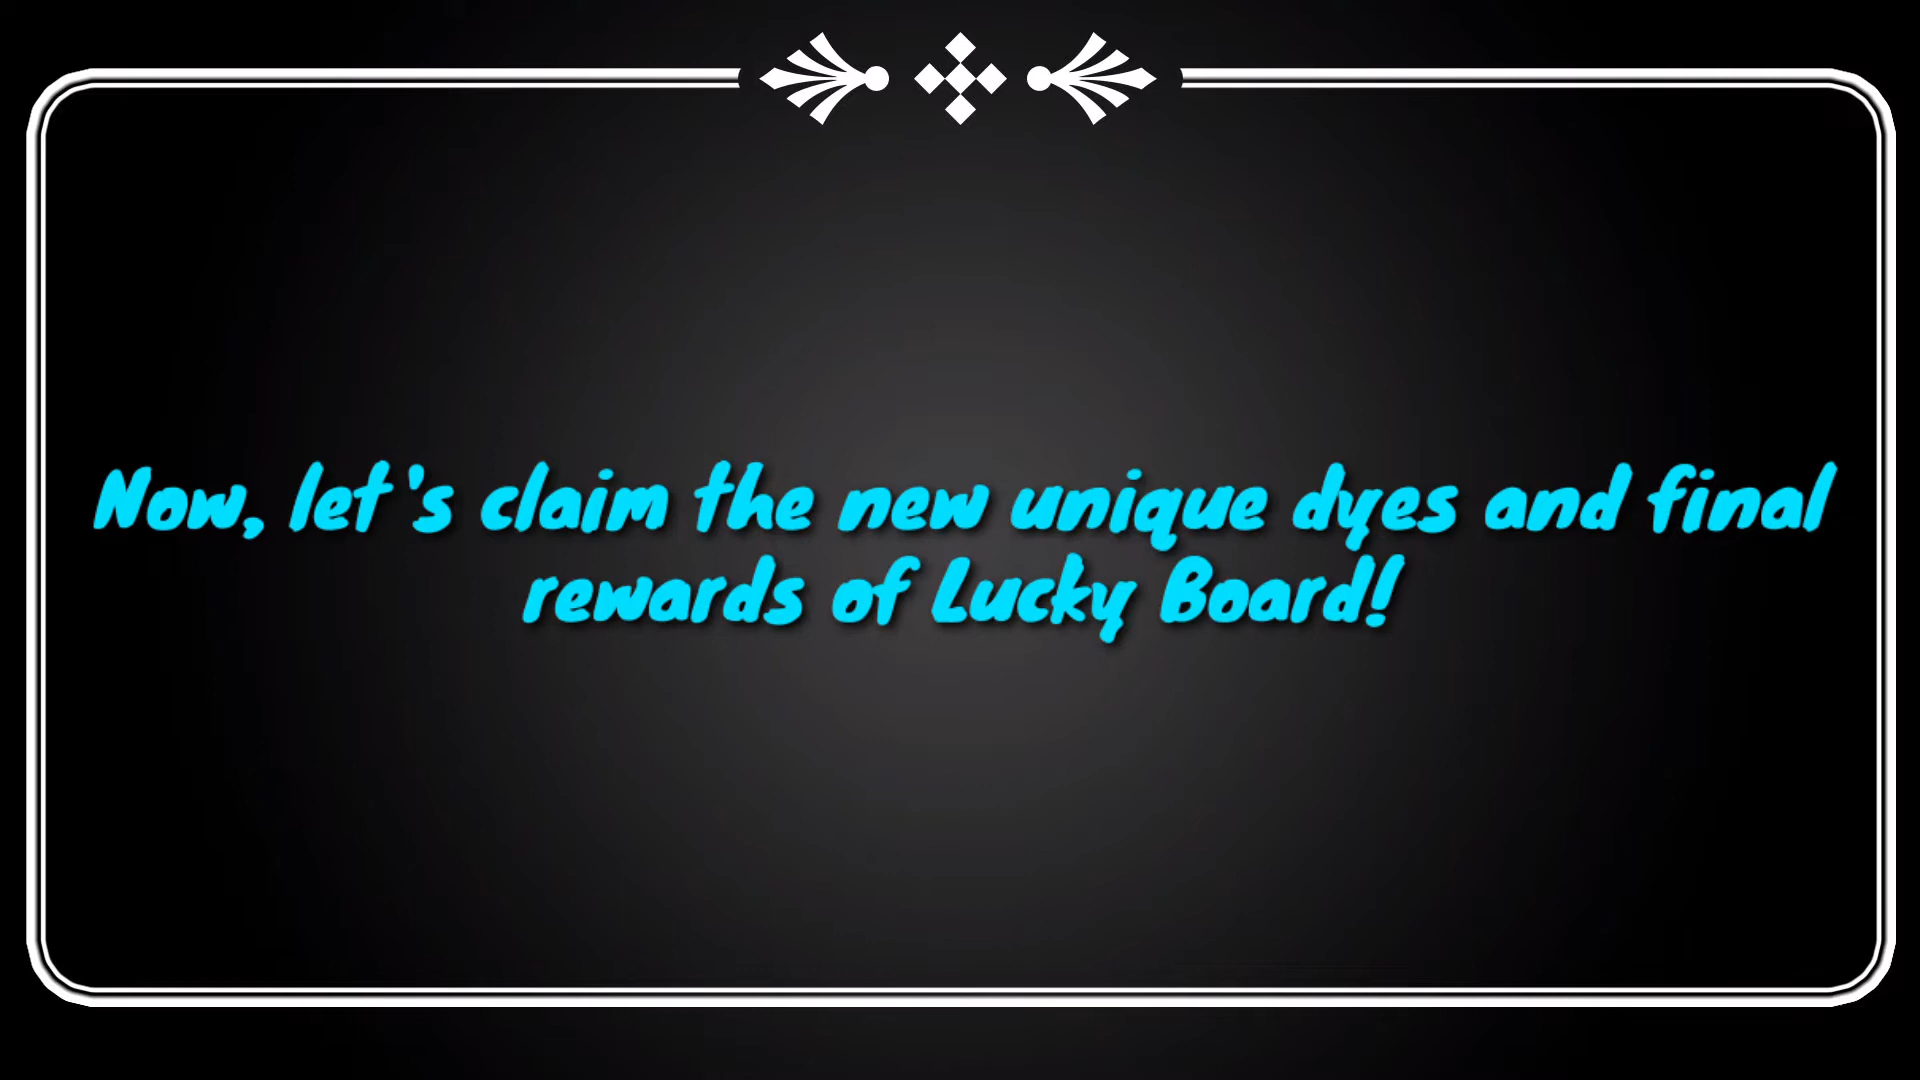 Now, let's claim the new unique dyes and final
rewards of Lucky Board!